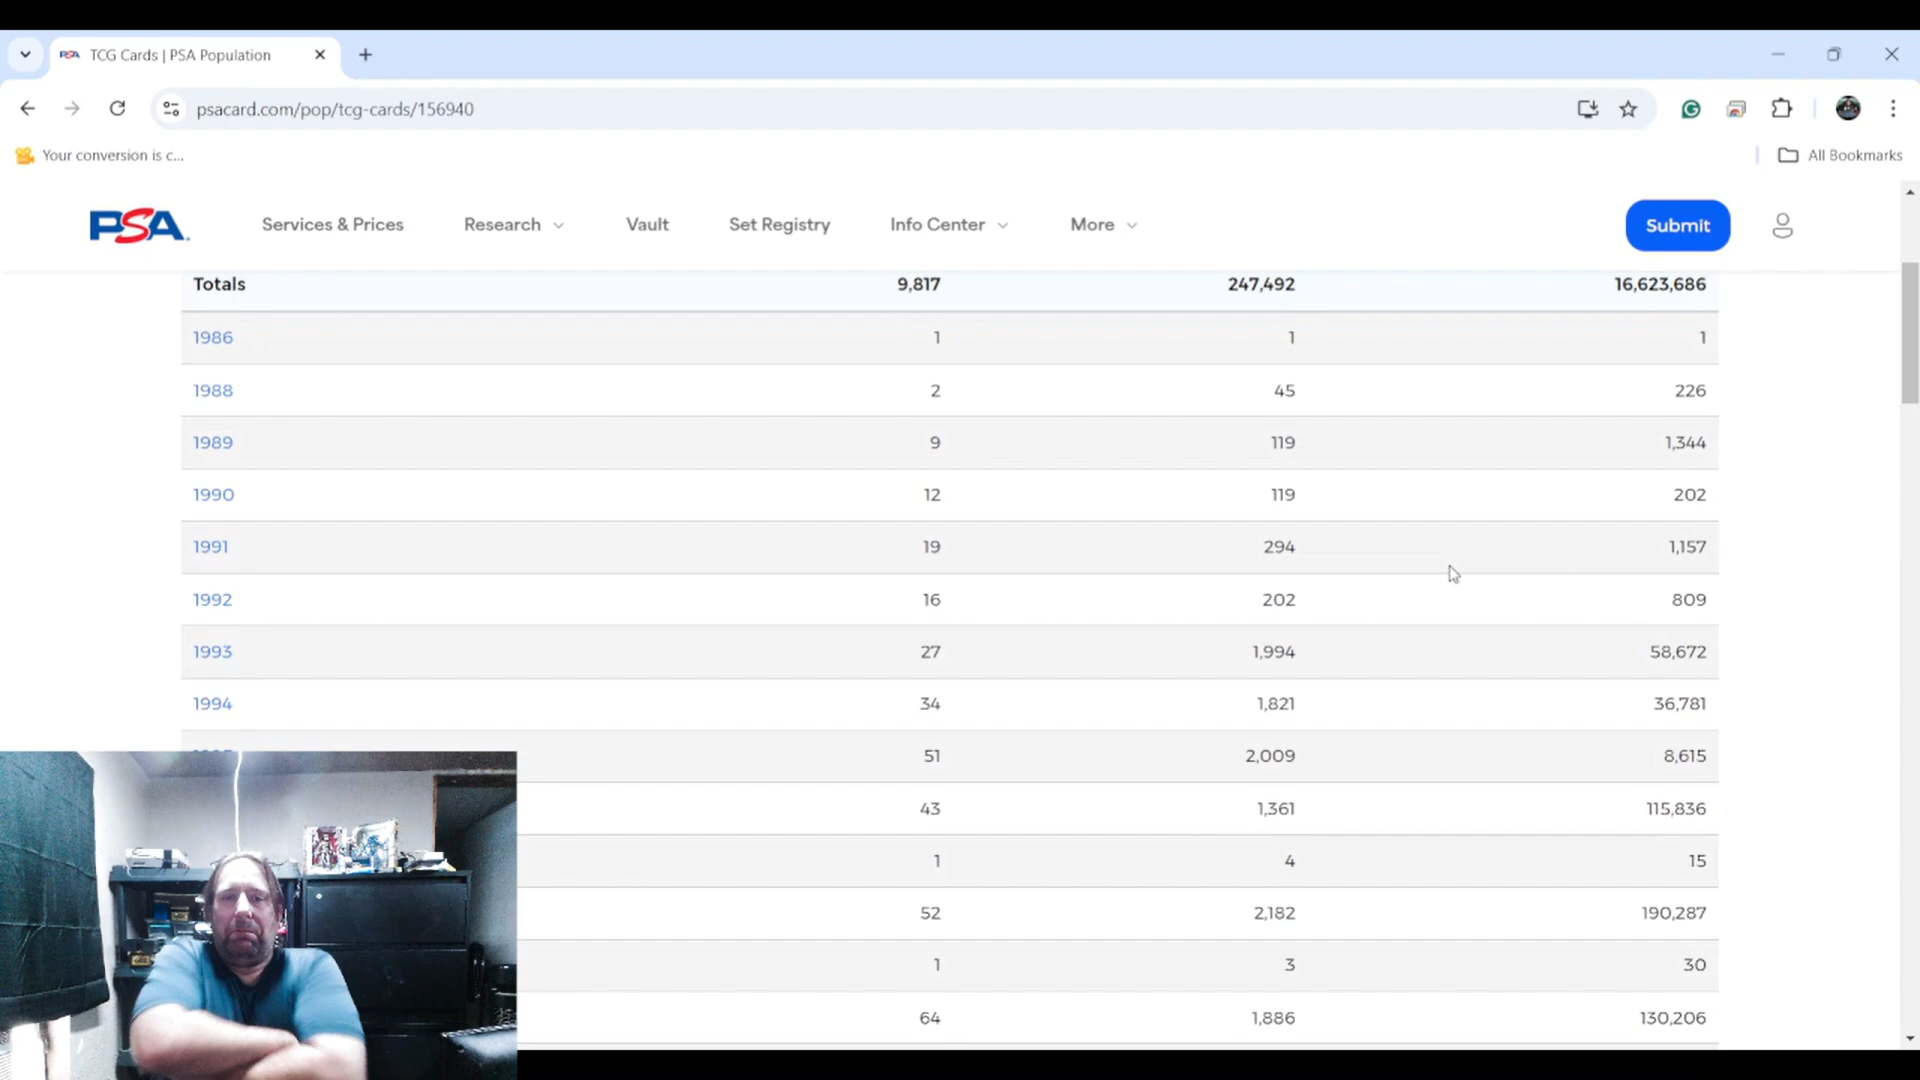 TCG Cards | PSA Population
psacard.com/pop/tcg-cards/156940
Your conversion is c...
All Bookmarks
PSA
Services & Prices
Research
Vault
Set Registry
Info Center
More
Submit
Totals 9,817 247,492 16,623,686
1986 1 1 1
1988 2 45 226
1989 9 119 1,344
1990 12 119 202
1991 19 294 1,157
1992 16 202 809
1993 27 1,994 58,672
1994 34 1,821 36,781
51 2,009 8,615
43 1,361 115,836
1 4 15
52 2,182 190,287
1 3 30
64 1,886 130,206